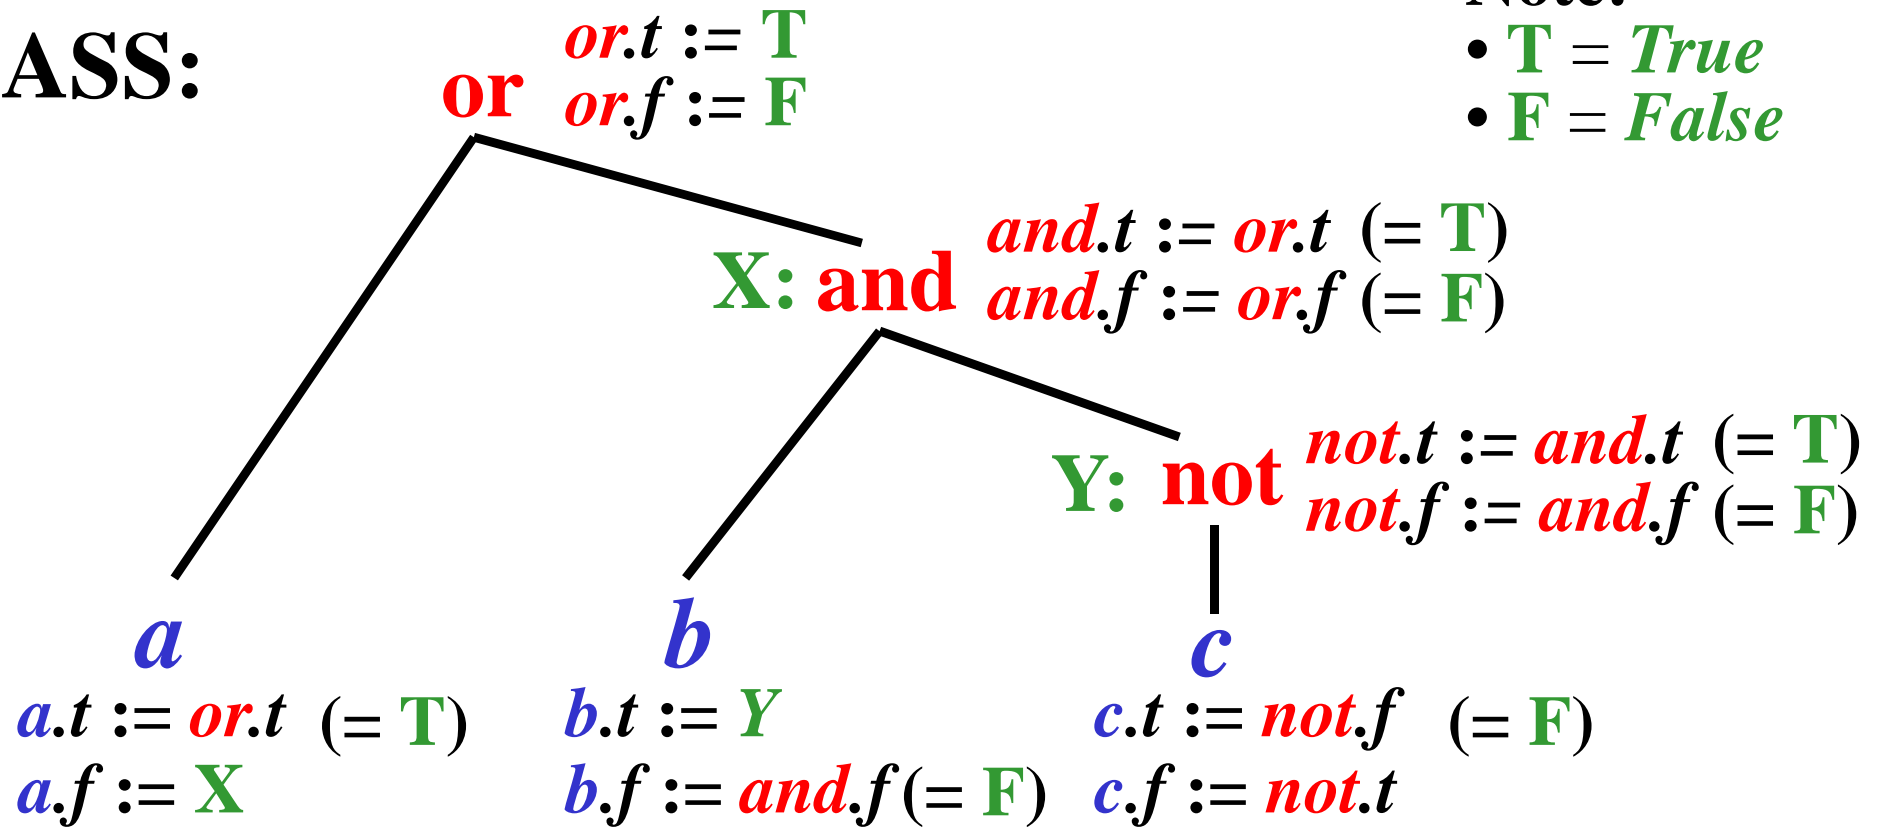 ASS:
or
or.t := T
or.f := F
Note:
• T = True
• F = False
X: and
and.t := or.t (= T)
and.f := or.f (= F)
Y: not
not.t := and.t (= T)
not.f := and.f (= F)
a
b
c
a.t := or.t (= T)
a.f := X
b.t := Y
b.f := and.f (= F)
c.t := not.f (= F)
c.f := not.t